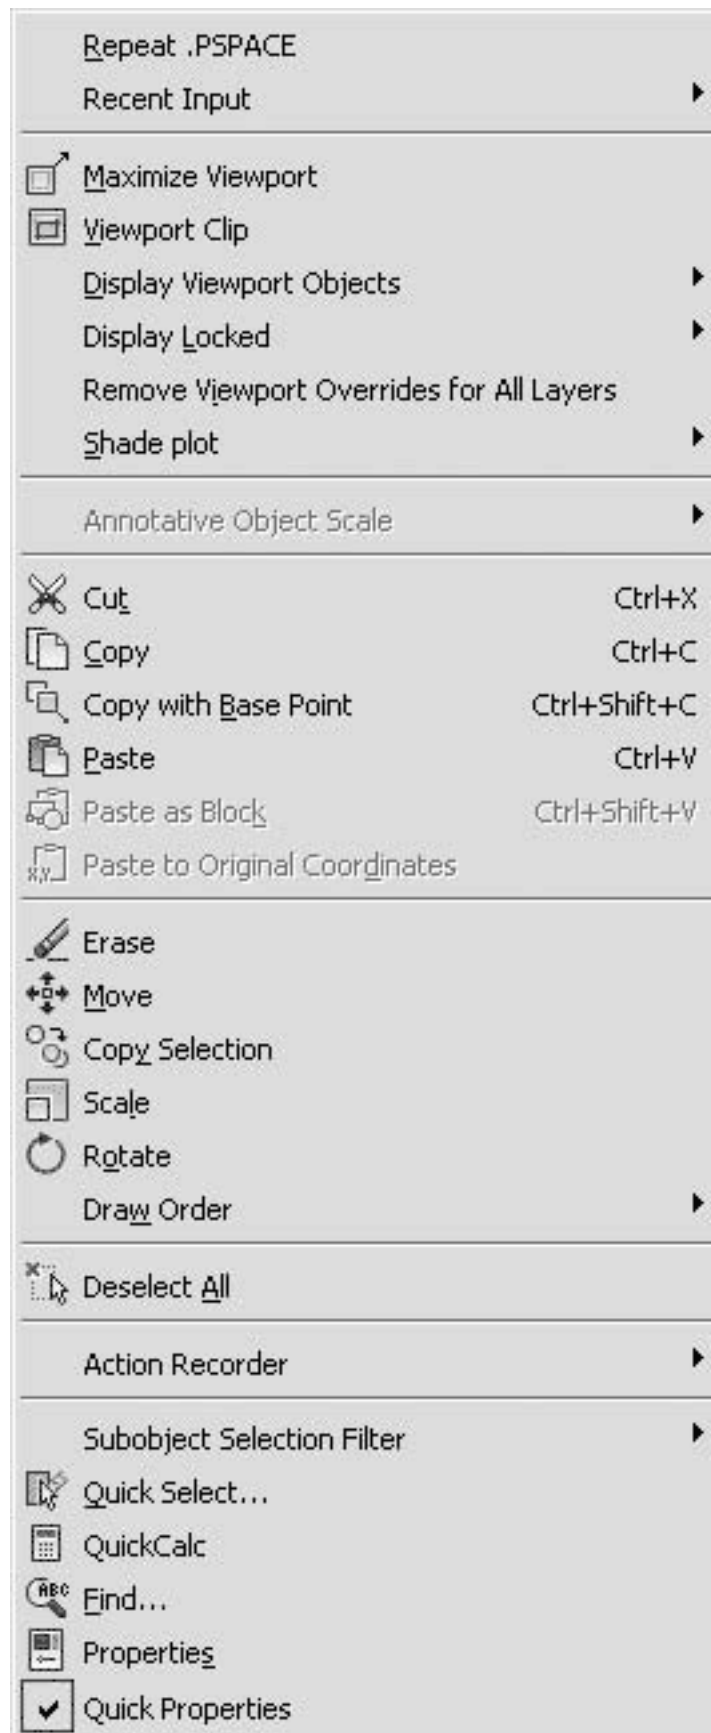 Repeat .PSPACE
Recent Input
Maximize Viewport
Viewport Clip
Display Viewport Objects
Display Locked
Remove Viewport Overrides for All Layers
Shade plot
Annotative Object Scale
Cut Ctrl+X
Copy Ctrl+C
Copy with Base Point Ctrl+Shift+C
Paste Ctrl+V
Paste as Block Ctrl+Shift+V
Paste to Original Coordinates
Erase
Move
Copy Selection
Scale
Rotate
Draw Order
Deselect All
Action Recorder
Subobject Selection Filter
Quick Select...
QuickCalc
Find...
Properties
Quick Properties